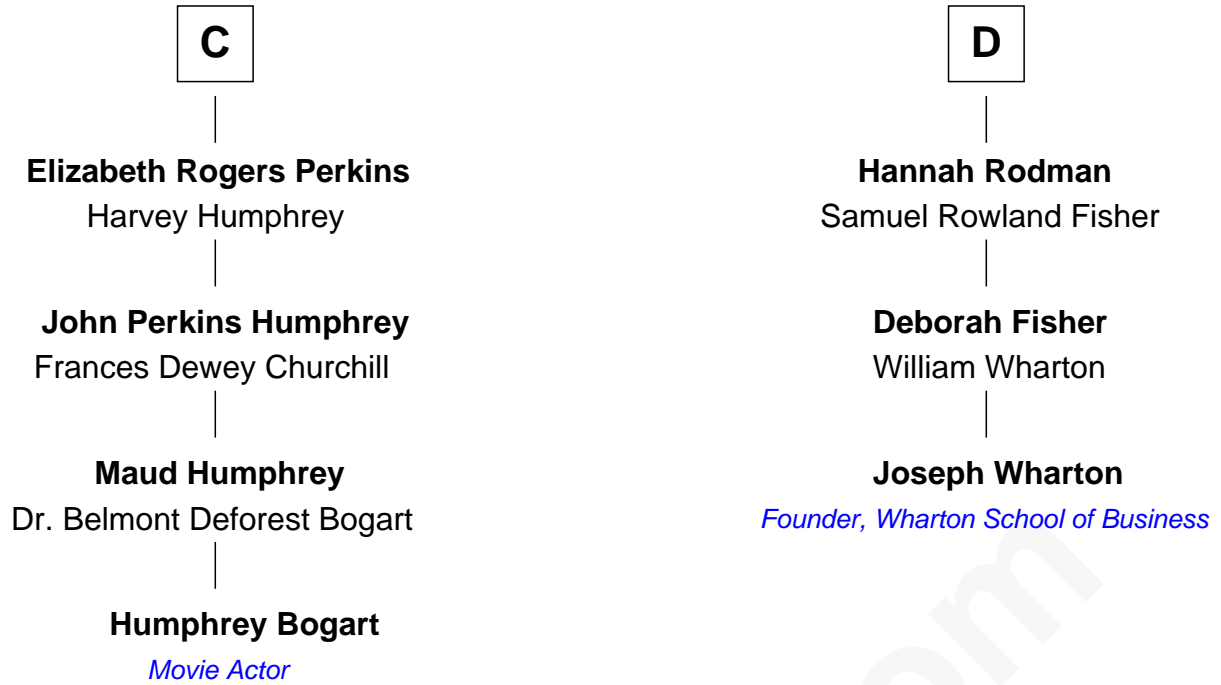 C
Elizabeth Rogers Perkins
Harvey Humphrey
John Perkins Humphrey
Frances Dewey Churchill
Maud Humphrey
Dr. Belmont Deforest Bogart
Humphrey Bogart
Movie Actor
D
Hannah Rodman
Samuel Rowland Fisher
Deborah Fisher
William Wharton
Joseph Wharton
Founder, Wharton School of Business
om